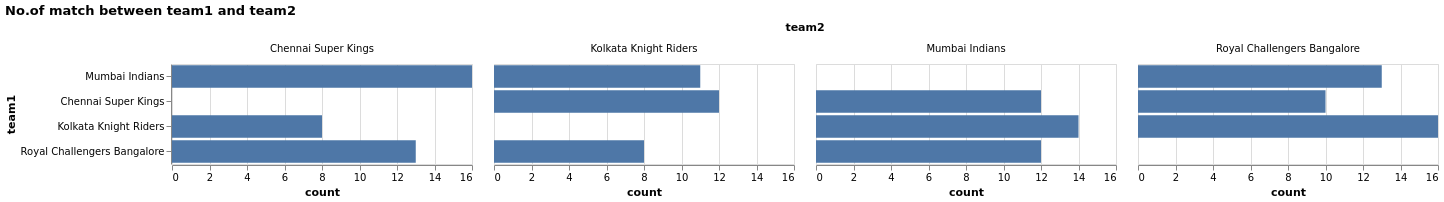 No.of match between team1 and team2
team2
Chennai Super Kings
Kolkata Knight Riders
Mumbai Indians
Royal Challengers Bangalore
team1
Mumbai Indians
Chennai Super Kings
Kolkata Knight Riders
Royal Challengers Bangalore
0 2 4 6 8 10 12 14 16
0 2 4 6 8 10 12 14 16
0 2 4 6 8 10 12 14 16
0 2 4 6 8 10 12 14 16
count
count
count
count